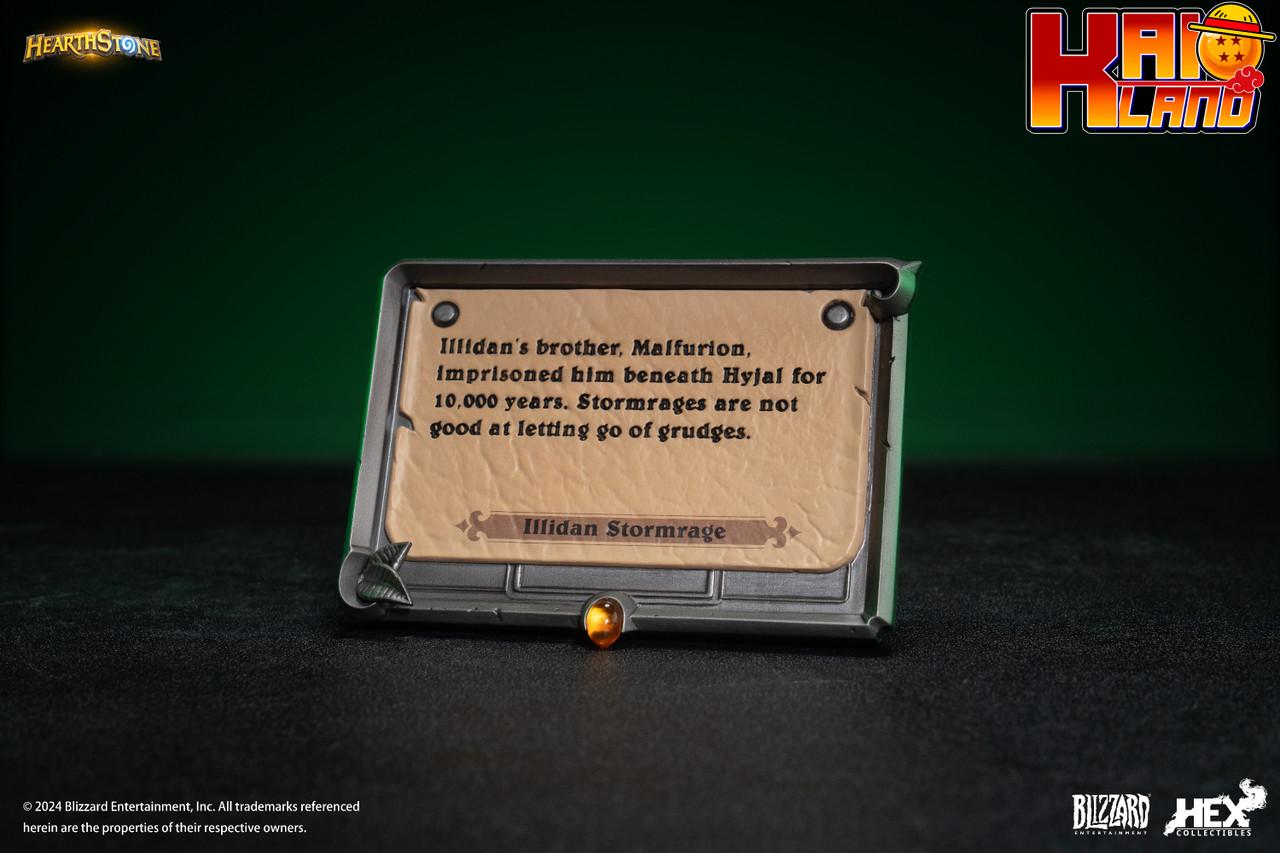 HEARTHSTONE
KAIO
LAND
Illidan's brother, Malfurion,
imprisoned him beneath Hyjal for
10,000 years. Stormrages are not
good at letting go of grudges.
Illidan Stormrage
© 2024 Blizzard Entertainment, Inc. All trademarks referenced
herein are the properties of their respective owners.
BLIZZARD
ENTERTAINMENT
HEX
COLLECTIBLES